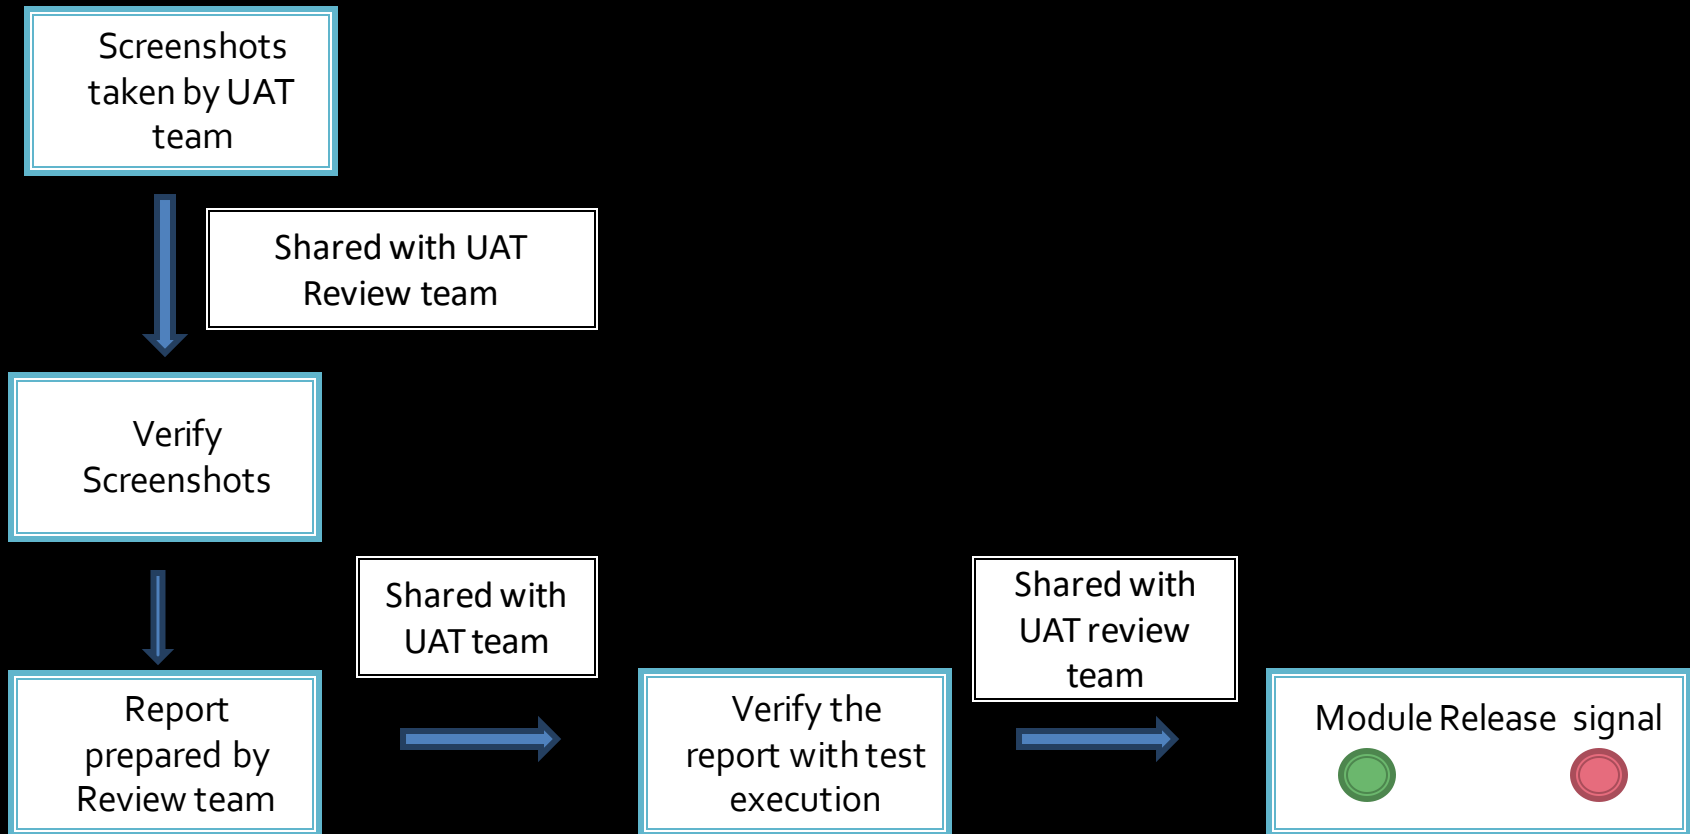 Screenshots
taken by UAT
team
Shared with UAT
Review team
Verify
Screenshots
Report
prepared by
Review team
Shared with
UAT team
Verify the
report with test
execution
Shared with
UAT review
team
Module Release signal